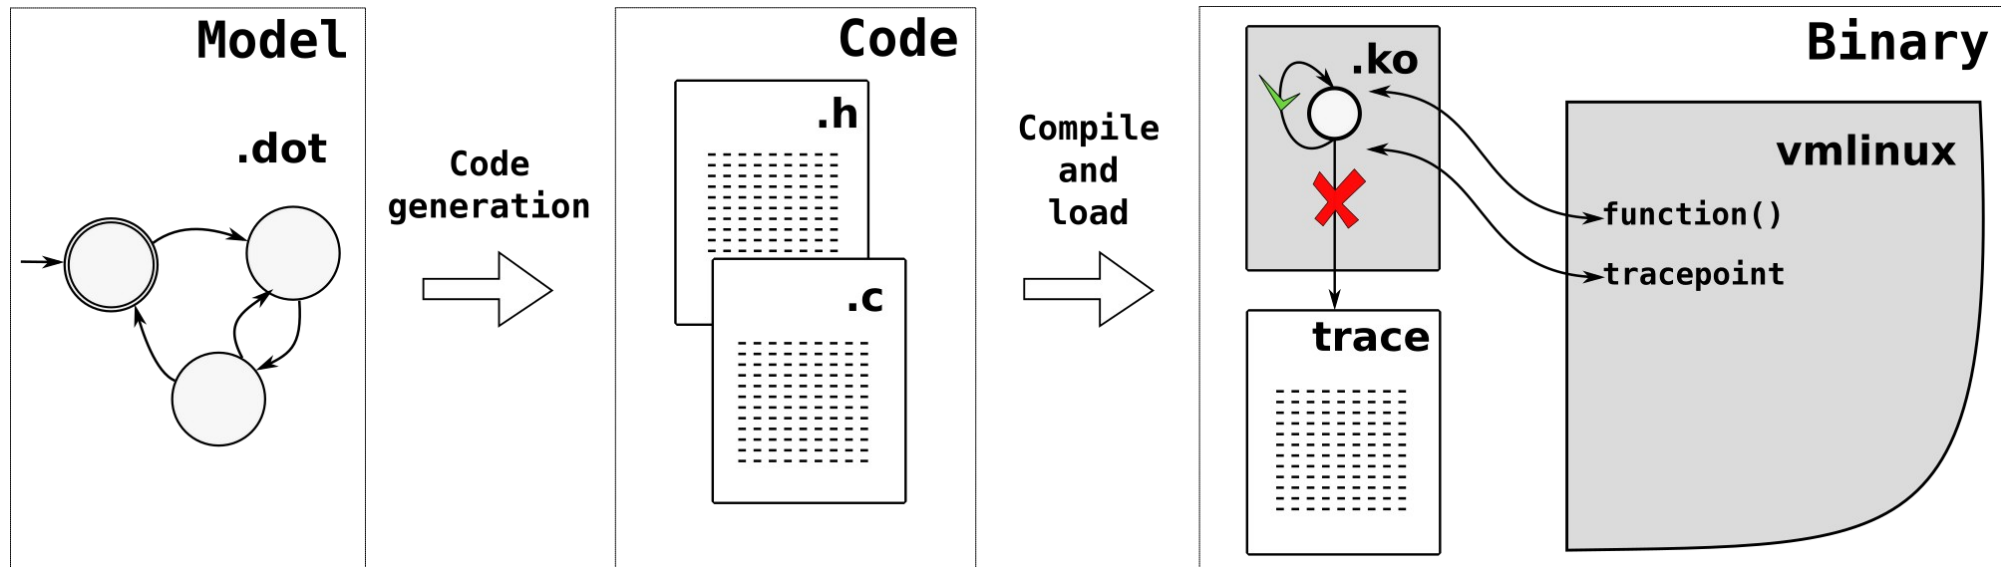 Model
.dot
Code
generation
Code
.h
.c
Compile
and
load
Binary
.ko
vmlinux
function()
tracepoint
trace